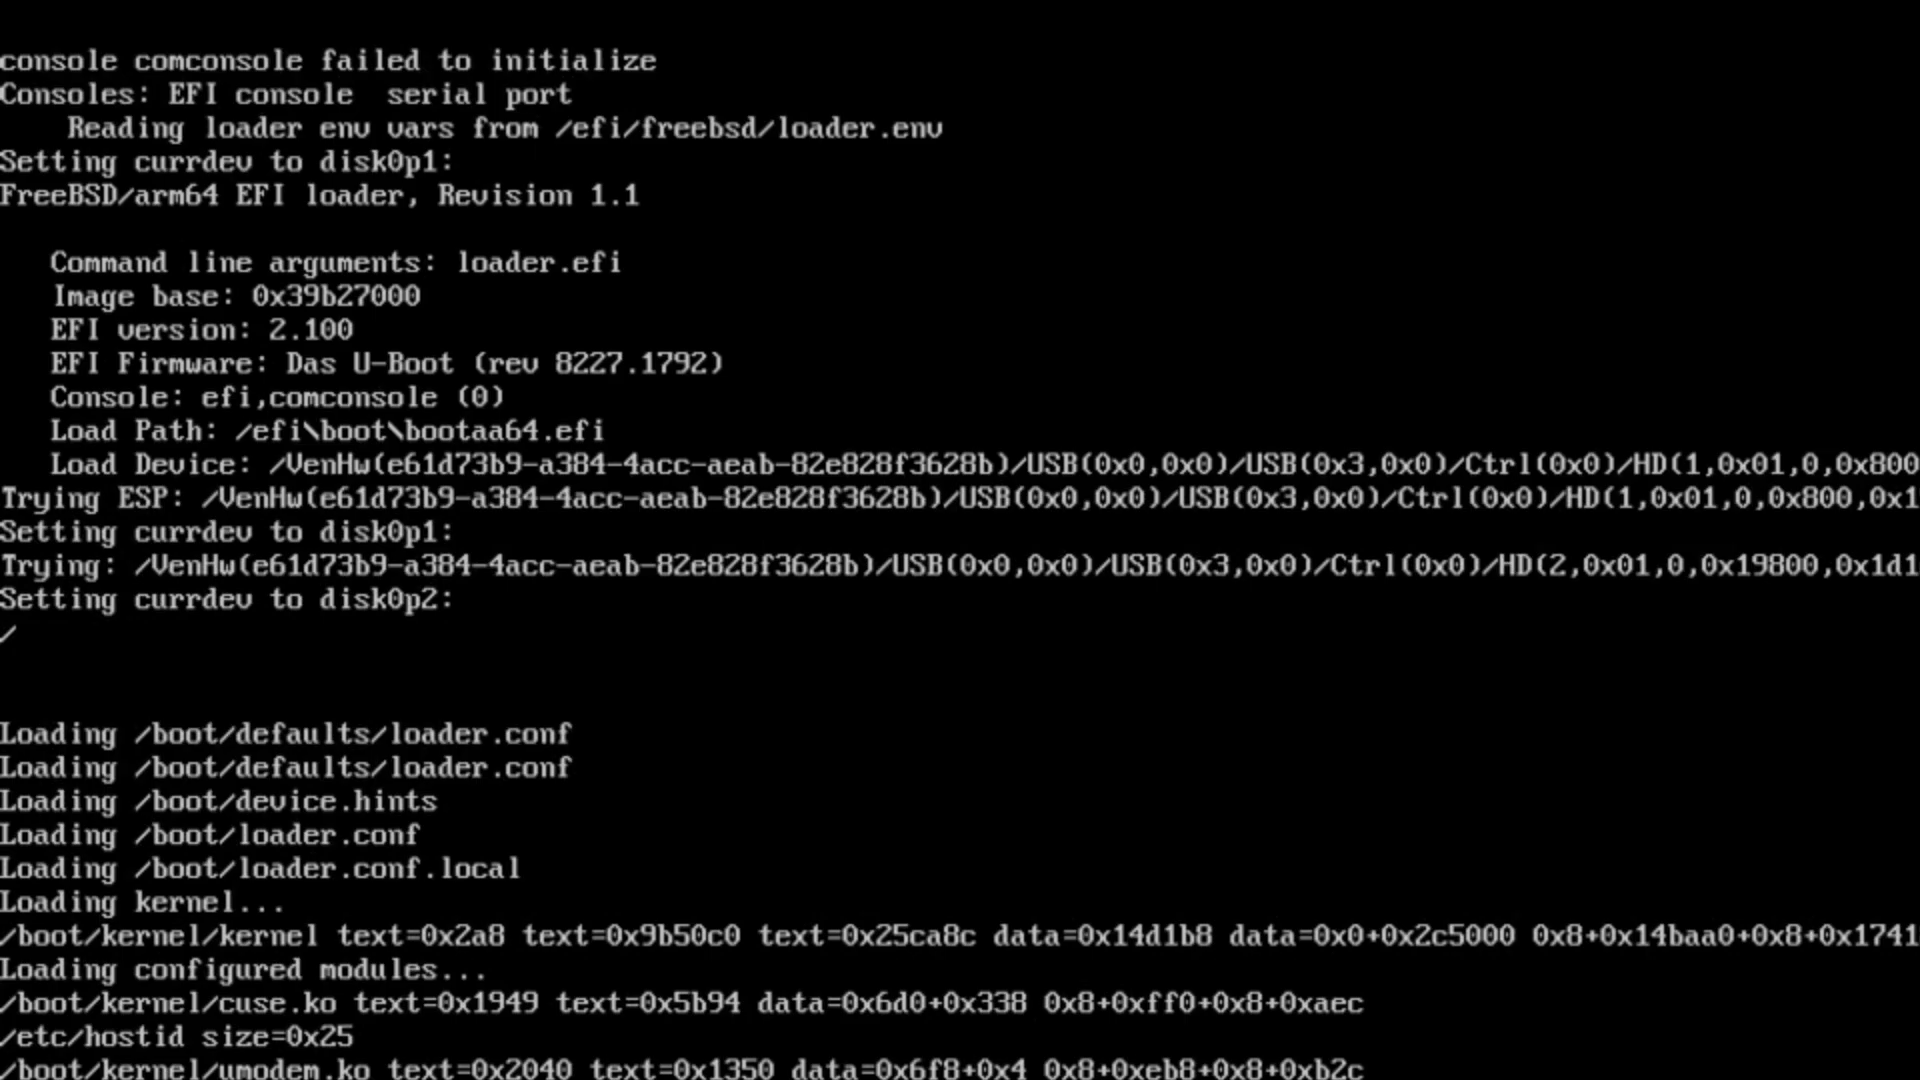 console comconsole failed to initialize
Consoles: EFI console  serial port
    Reading loader env vars from /efi/freebsd/loader.env
Setting currdev to disk0p1:
FreeBSD/arm64 EFI loader, Revision 1.1
   Command line arguments: loader.efi
   Image base: 0x39b27000
   EFI version: 2.100
   EFI Firmware: Das U-Boot (rev 8227.1792)
   Console: efi,comconsole (0)
   Load Path: /efi\boot\bootaa64.efi
   Load Device: /VenHw(e61d73b9-a384-4acc-aeab-82e828f3628b)/USB(0x0,0x0)/USB(0x3,0x0)/Ctrl(0x0)/HD(1,0x01,0,0x800
Trying ESP: /VenHw(e61d73b9-a384-4acc-aeab-82e828f3628b)/USB(0x0,0x0)/USB(0x3,0x0)/Ctrl(0x0)/HD(1,0x01,0,0x800,0x1
Setting currdev to disk0p1:
Trying: /VenHw(e61d73b9-a384-4acc-aeab-82e828f3628b)/USB(0x0,0x0)/USB(0x3,0x0)/Ctrl(0x0)/HD(2,0x01,0,0x19800,0x1d1
Setting currdev to disk0p2:
/
Loading /boot/defaults/loader.conf
Loading /boot/defaults/loader.conf
Loading /boot/device.hints
Loading /boot/loader.conf
Loading /boot/loader.conf.local
Loading kernel...
/boot/kernel/kernel text=0x2a8 text=0x9b50c0 text=0x25ca8c data=0x14d1b8 data=0x0+0x2c5000 0x8+0x14baa0+0x8+0x1741
Loading configured modules...
/boot/kernel/cuse.ko text=0x1949 text=0x5b94 data=0x6d0+0x338 0x8+0xff0+0x8+0xaec
/etc/hostid size=0x25
/boot/kernel/umodem.ko text=0x2040 text=0x1350 data=0x6f8+0x4 0x8+0xeb8+0x8+0xb2c